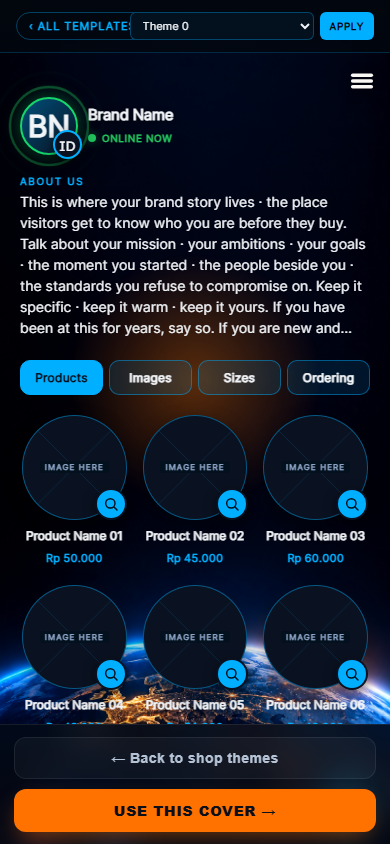 ‹ ALL TEMPLATES
Theme 0
APPLY
BN
ID
Brand Name
ONLINE NOW
ABOUT US
This is where your brand story lives · the place
visitors get to know who you are before they buy.
Talk about your mission · your ambitions · your goals
· the moment you started · the people beside you ·
the standards you refuse to compromise on. Keep it
specific · keep it warm · keep it yours. If you have
been at this for years, say so. If you are new and...
Products Images Sizes Ordering
IMAGE HERE IMAGE HERE IMAGE HERE
Product Name 01 Product Name 02 Product Name 03
Rp 50.000 Rp 45.000 Rp 60.000
IMAGE HERE IMAGE HERE IMAGE HERE
Product Name 04 Product Name 05 Product Name 06
← Back to shop themes
USE THIS COVER →